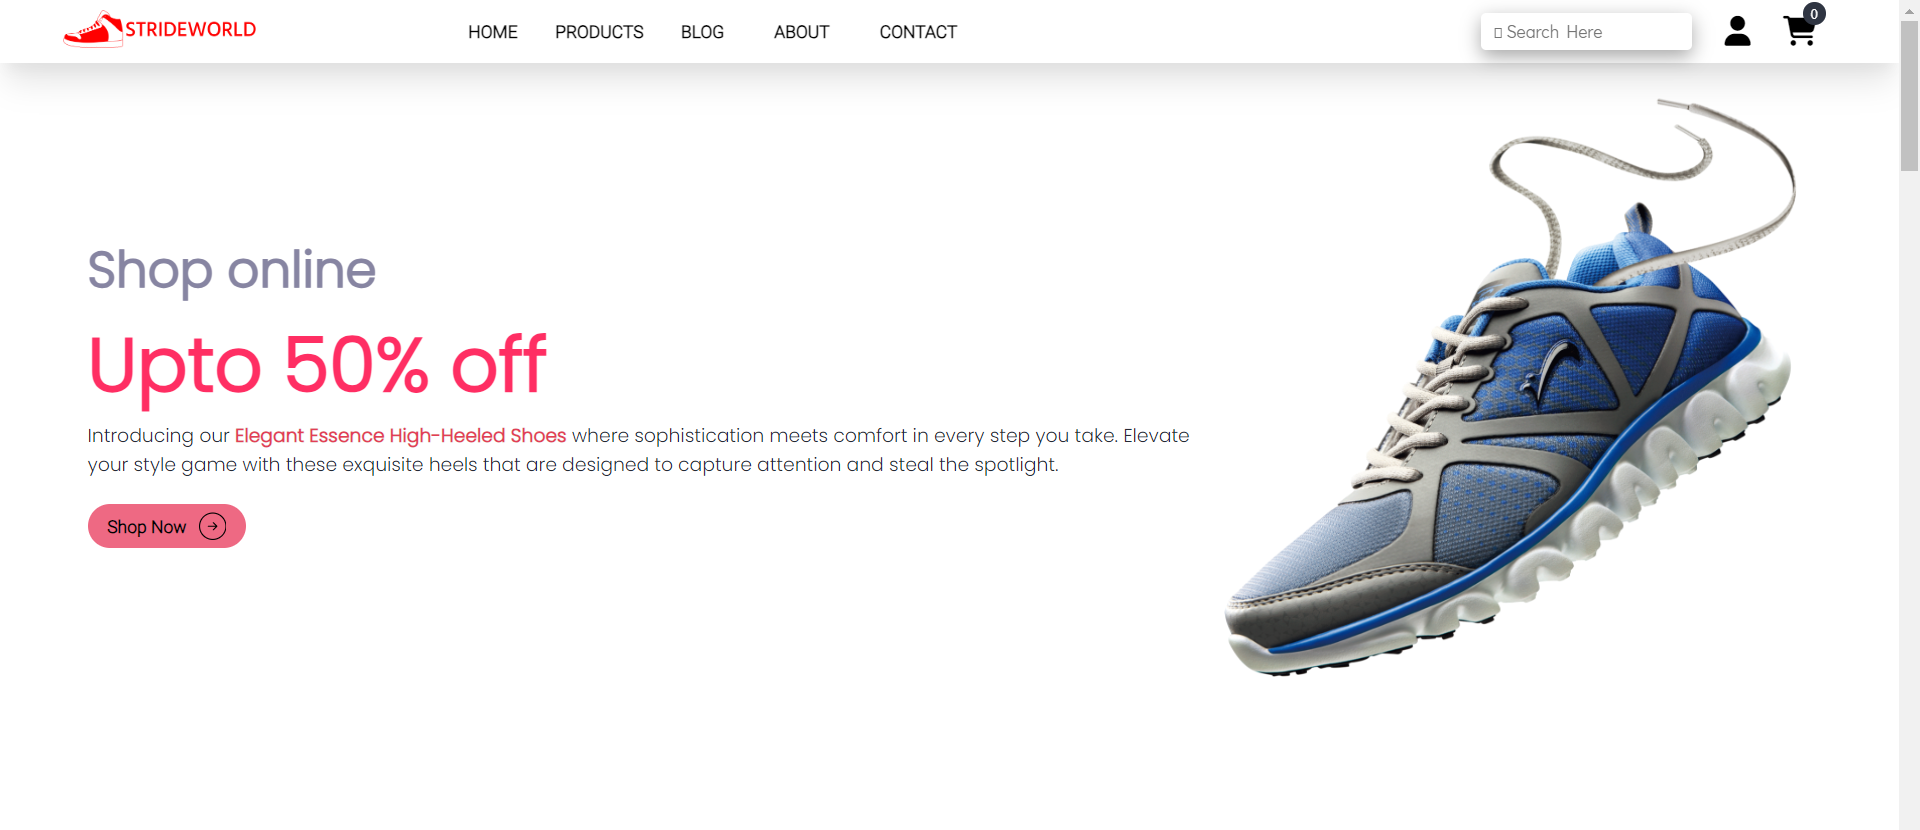 STRIDEWORLD
HOME PRODUCTS BLOG ABOUT CONTACT
Search Here
0
Shop online
Upto 50% off
Introducing our Elegant Essence High-Heeled Shoes where sophistication meets comfort in every step you take. Elevate
your style game with these exquisite heels that are designed to capture attention and steal the spotlight.
Shop Now